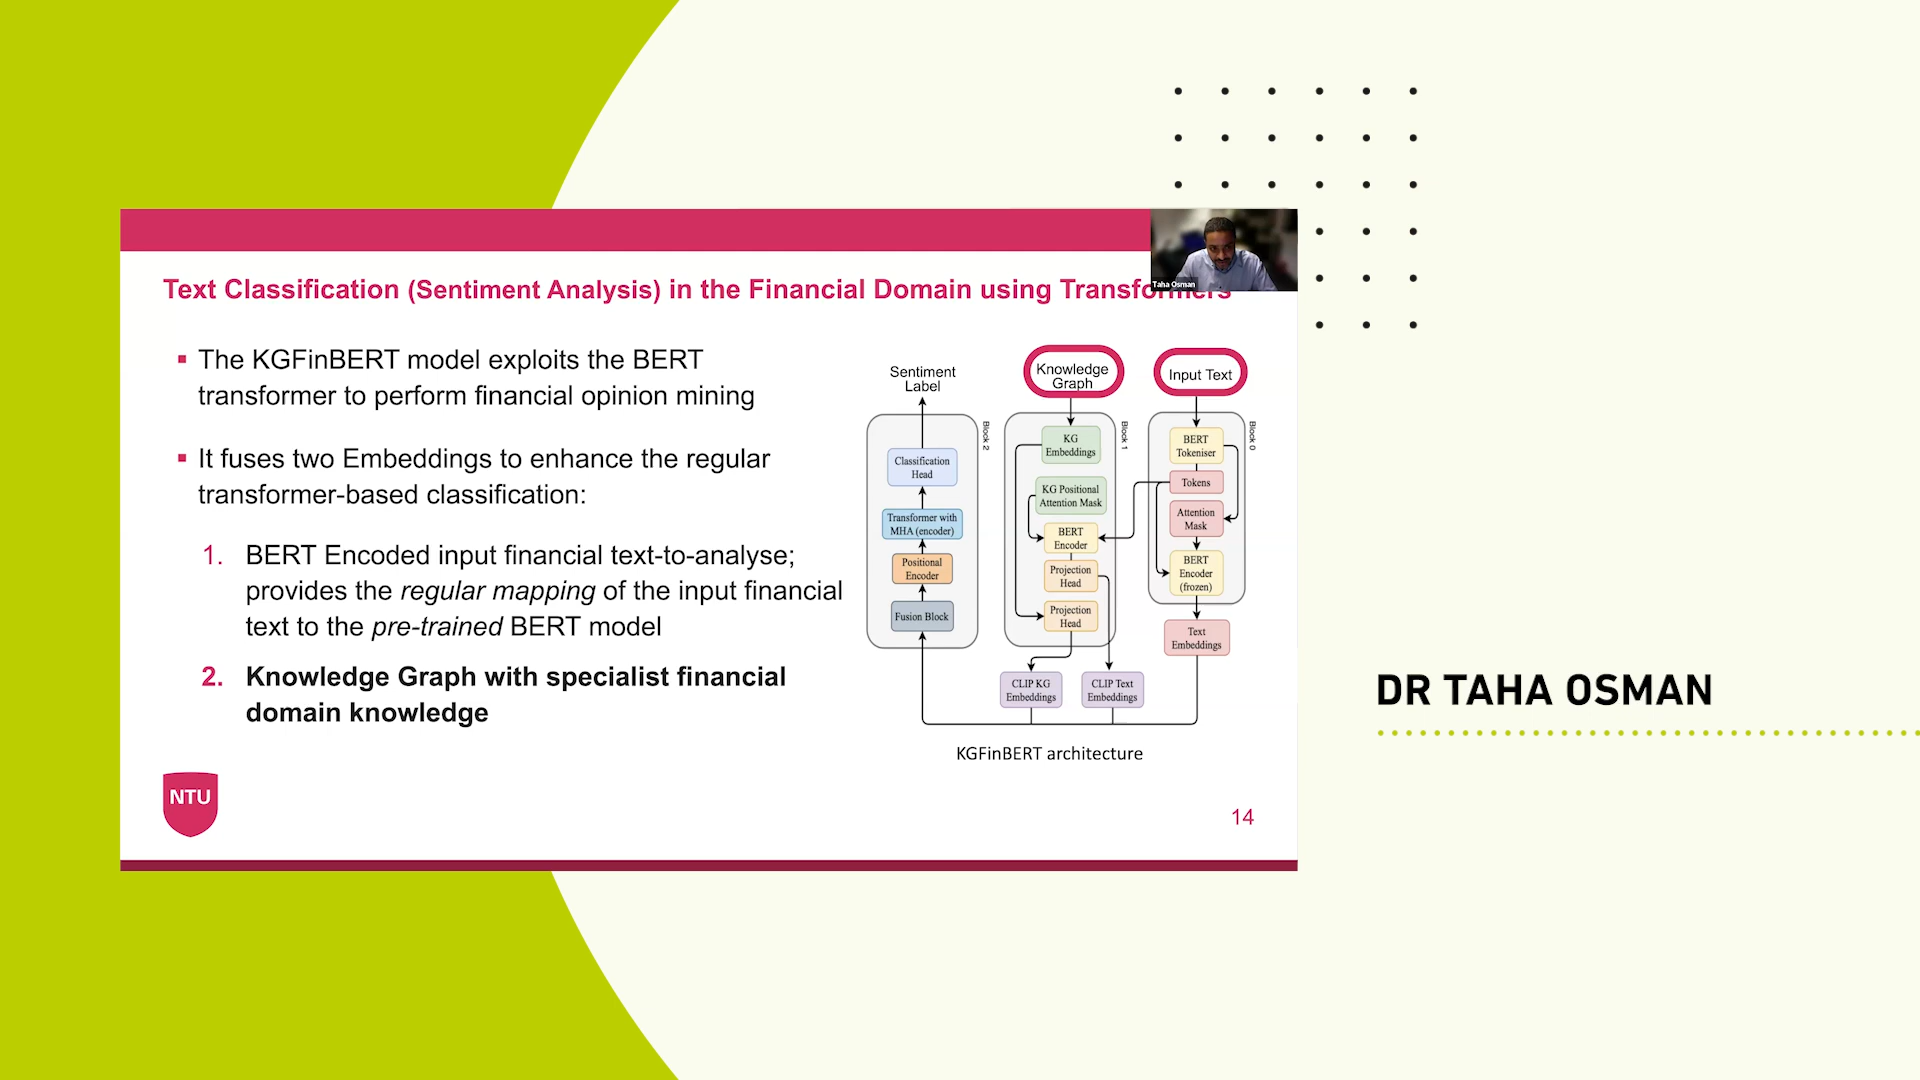 Taha Osman
Text Classification (Sentiment Analysis) in the Financial Domain using Transformers
▪ The KGFinBERT model exploits the BERT
transformer to perform financial opinion mining
▪ It fuses two Embeddings to enhance the regular
transformer-based classification:
1. BERT Encoded input financial text-to-analyse;
provides the regular mapping of the input financial
text to the pre-trained BERT model
2. Knowledge Graph with specialist financial
domain knowledge
Sentiment
Label
Block 2
Classification
Head
Transformer with
MHA (encoder)
Positional
Encoder
Fusion Block
Knowledge
Graph
Block 1
KG
Embeddings
KG Positional
Attention Mask
BERT
Encoder
Projection
Head
Projection
Head
CLIP KG
Embeddings
CLIP Text
Embeddings
Input Text
Block 0
BERT
Tokeniser
Tokens
Attention
Mask
BERT
Encoder
(frozen)
Text
Embeddings
KGFinBERT architecture
NTU
14
DR TAHA OSMAN